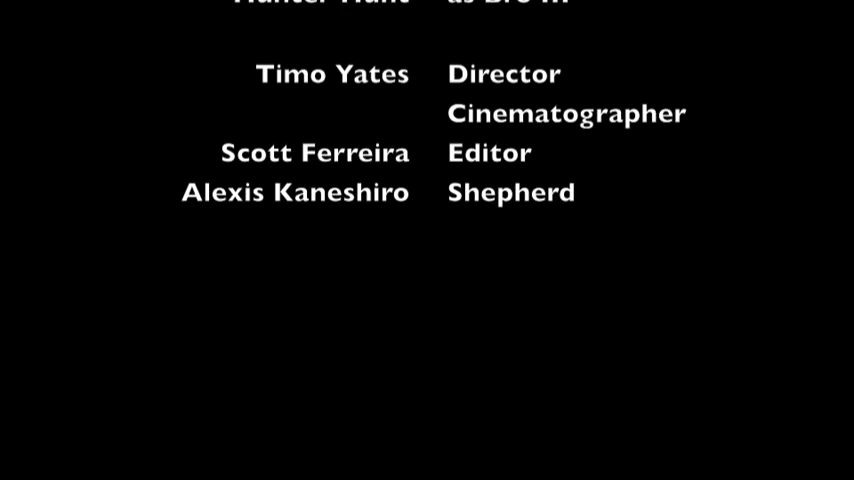 Timo Yates Director
Cinematographer
Scott Ferreira Editor
Alexis Kaneshiro Shepherd